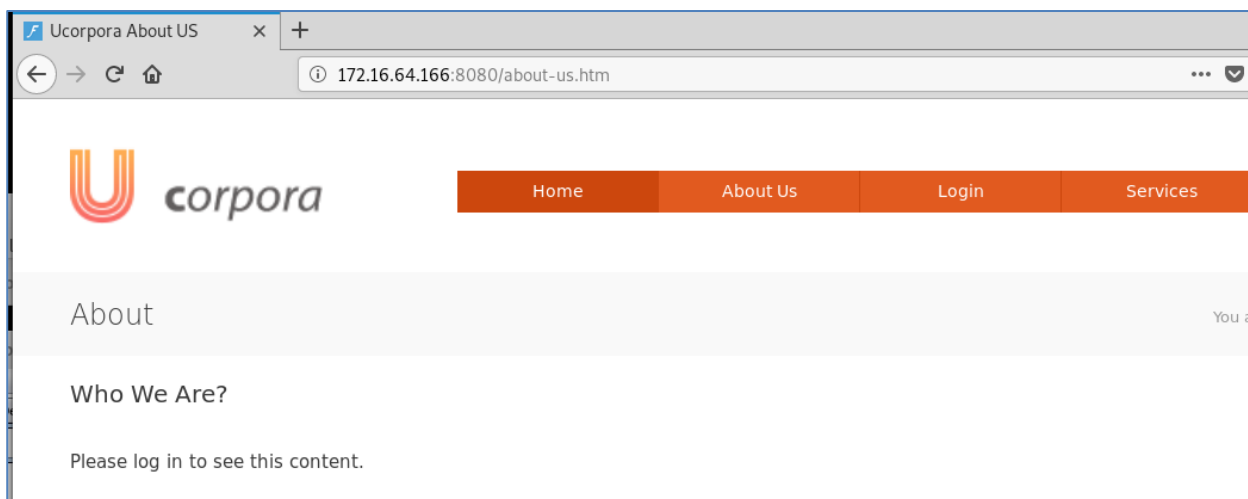 Ucorpora About US
172.16.64.166:8080/about-us.htm
U corpora
Home About Us Login Services
About
You a
Who We Are?
Please log in to see this content.